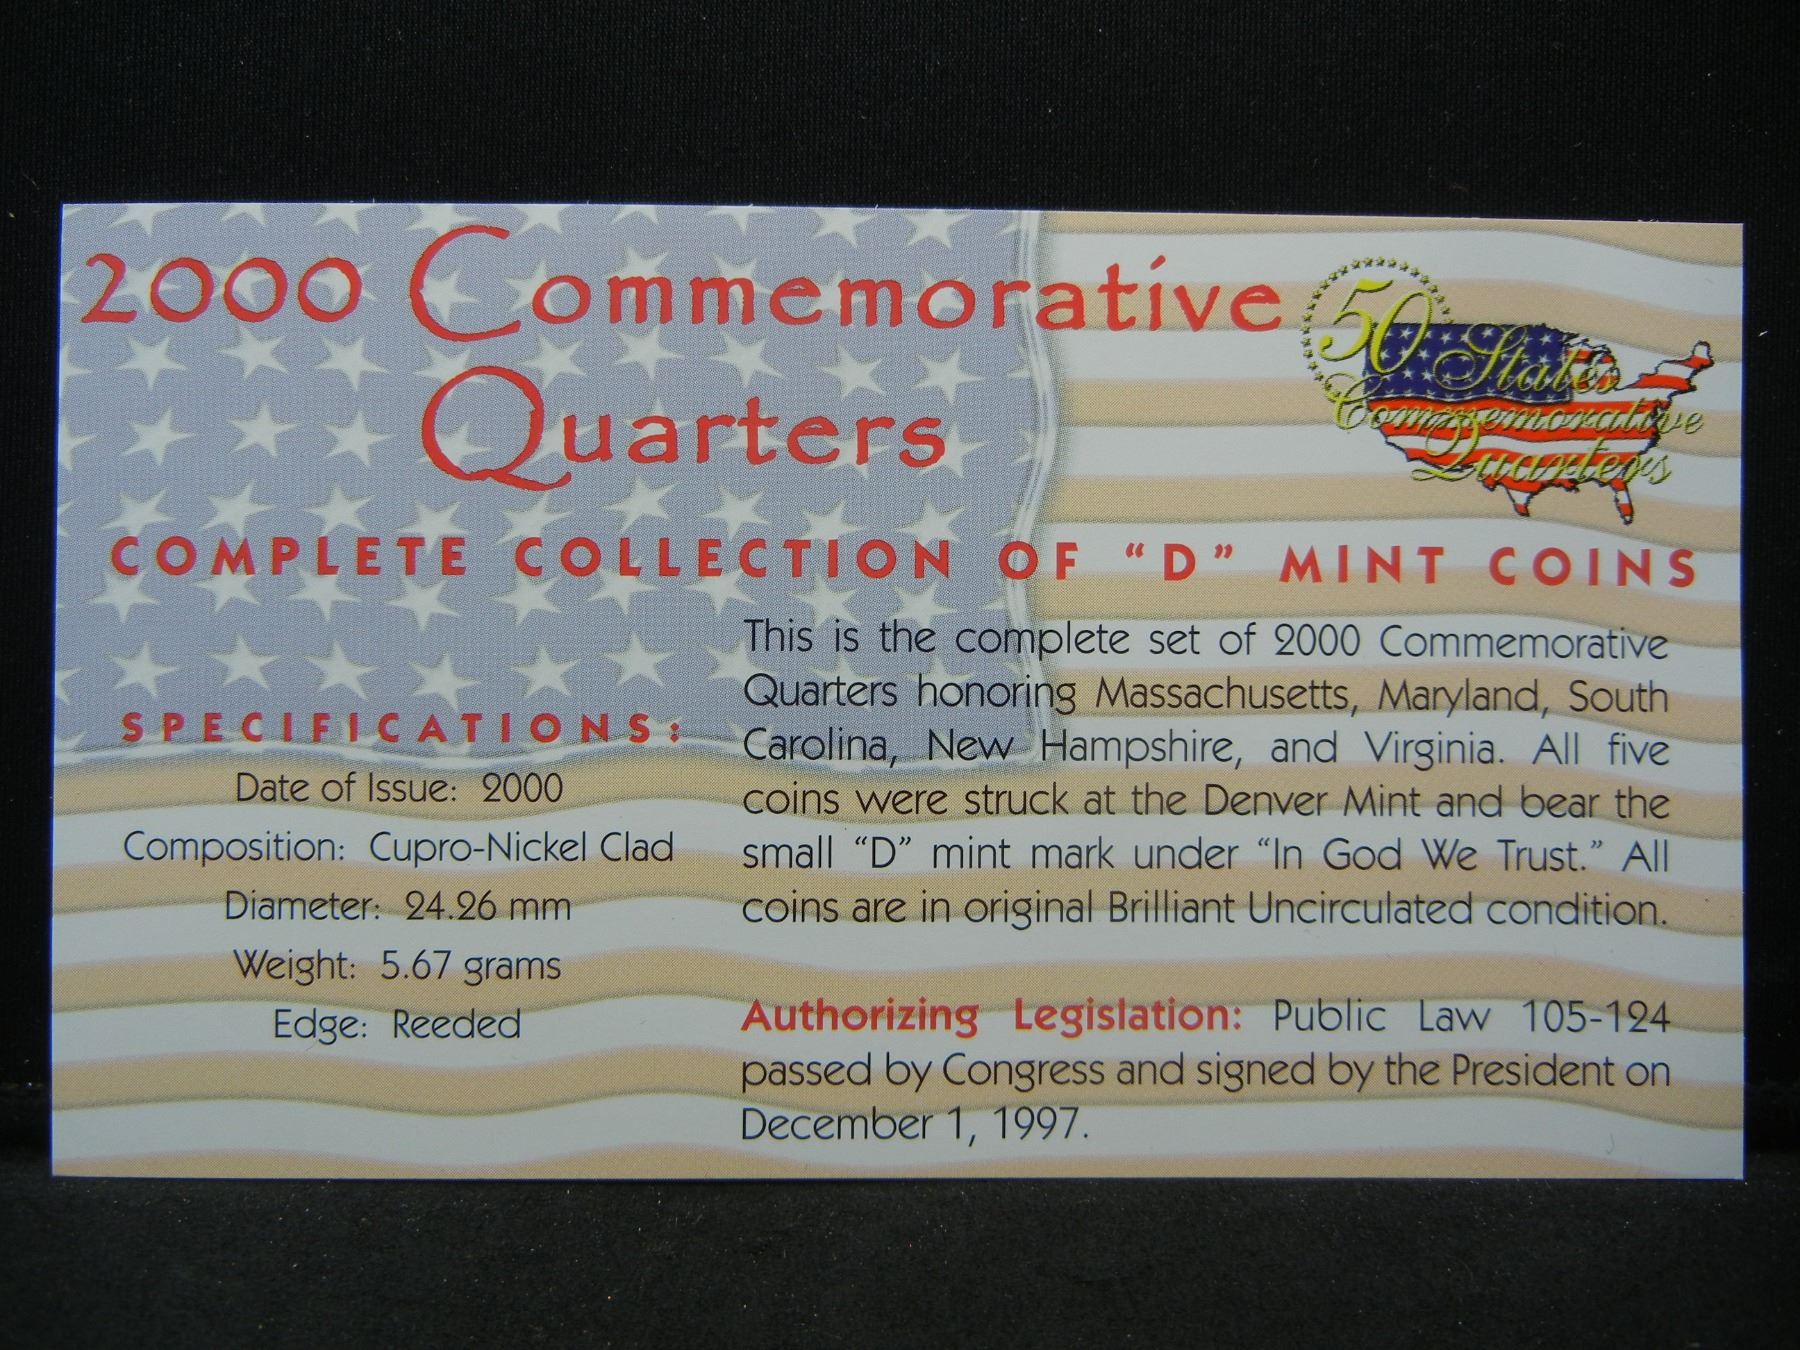 2000 Commemorative
Quarters
50 States
Commemorative
Quarters
COMPLETE COLLECTION OF “D” MINT COINS
SPECIFICATIONS:
Date of Issue: 2000
Composition: Cupro-Nickel Clad
Diameter: 24.26 mm
Weight: 5.67 grams
Edge: Reeded
This is the complete set of 2000 Commemorative
Quarters honoring Massachusetts, Maryland, South
Carolina, New Hampshire, and Virginia. All five
coins were struck at the Denver Mint and bear the
small “D” mint mark under “In God We Trust.” All
coins are in original Brilliant Uncirculated condition.
Authorizing Legislation: Public Law 105-124
passed by Congress and signed by the President on
December 1, 1997.